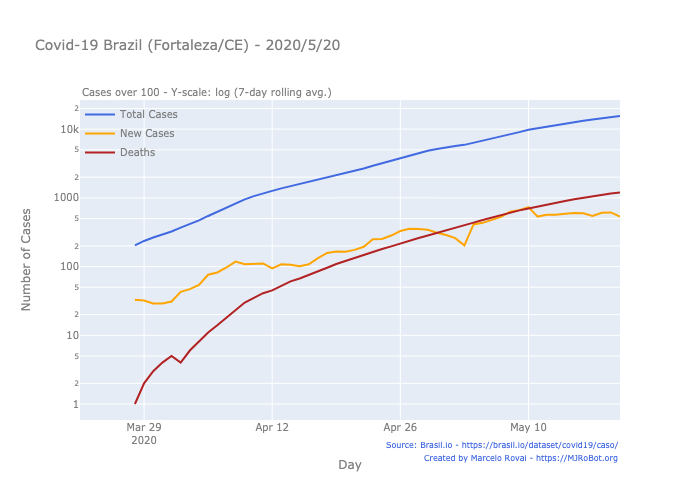 Covid-19 Brazil (Fortaleza/CE) - 2020/5/20
Cases over 100 - Y-scale: log (7-day rolling avg.)
Total Cases
New Cases
Deaths
2
10k
5
2
1000
5
2
100
5
2
10
5
2
1
Number of Cases
Mar 29
2020
Apr 12
Apr 26
May 10
Day
Source: Brasil.io - https://brasil.io/dataset/covid19/caso/
Created by Marcelo Rovai - https://MJRoBot.org